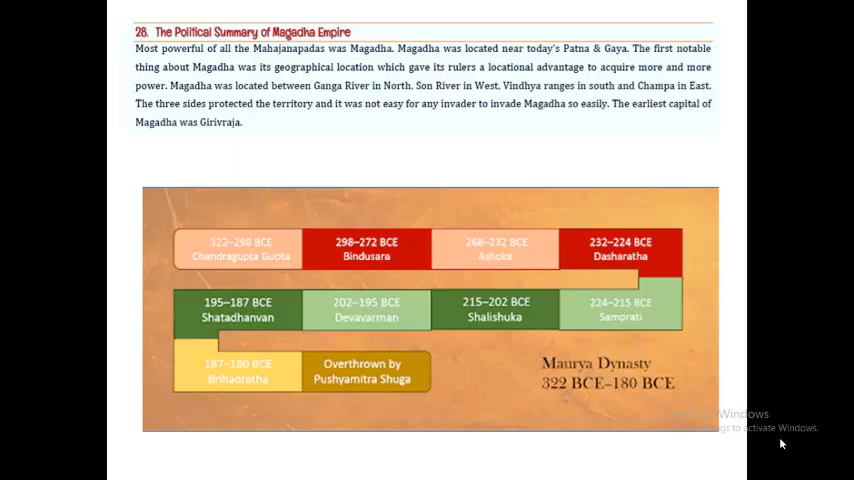 28. The Political Summary of Magadha Empire
Most powerful of all the Mahajanapadas was Magadha. Magadha was located near today's Patna & Gaya. The first notable
thing about Magadha was its geographical location which gave its rulers a locational advantage to acquire more and more
power. Magadha was located between Ganga River in North, Son River in West, Vindhya ranges in south and Champa in East.
The three sides protected the territory and it was not easy for any invader to invade Magadha so easily. The earliest capital of
Magadha was Girivraja.
322–298 BCE
Chandragupta Gupta
298–272 BCE
Bindusara
268–232 BCE
Ashoka
232–224 BCE
Dasharatha
195–187 BCE
Shatadhanvan
202–195 BCE
Devavarman
215–202 BCE
Shalishuka
224–215 BCE
Samprati
187–180 BCE
Brihadratha
Overthrown by
Pushyamitra Shuga
Maurya Dynasty
322 BCE–180 BCE
Windows
to activate Windows.